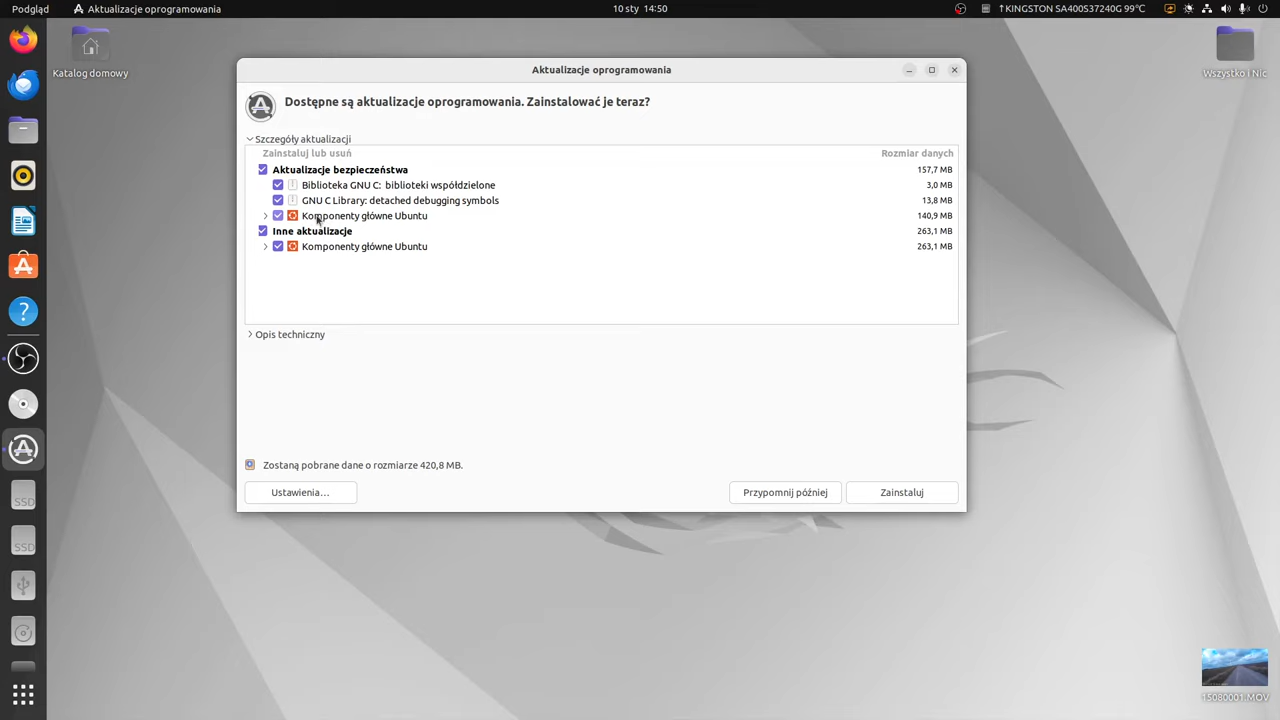 Podgląd
Aktualizacje oprogramowania
10 sty 14:50
↑KINGSTON SA400S37240G 99°C
Katalog domowy
Wszystko i Nic
Aktualizacje oprogramowania
Dostępne są aktualizacje oprogramowania. Zainstalować je teraz?
Szczegóły aktualizacji
Zainstaluj lub usuń Rozmiar danych
Aktualizacje bezpieczeństwa 157,7 MB
Biblioteka GNU C: biblioteki współdzielone 3,0 MB
GNU C Library: detached debugging symbols 13,8 MB
Komponenty główne Ubuntu 140,9 MB
Inne aktualizacje 263,1 MB
Komponenty główne Ubuntu 263,1 MB
Opis techniczny
Zostaną pobrane dane o rozmiarze 420,8 MB.
Ustawienia…
Przypomnij później
Zainstaluj
SSD
SSD
15080001.MOV